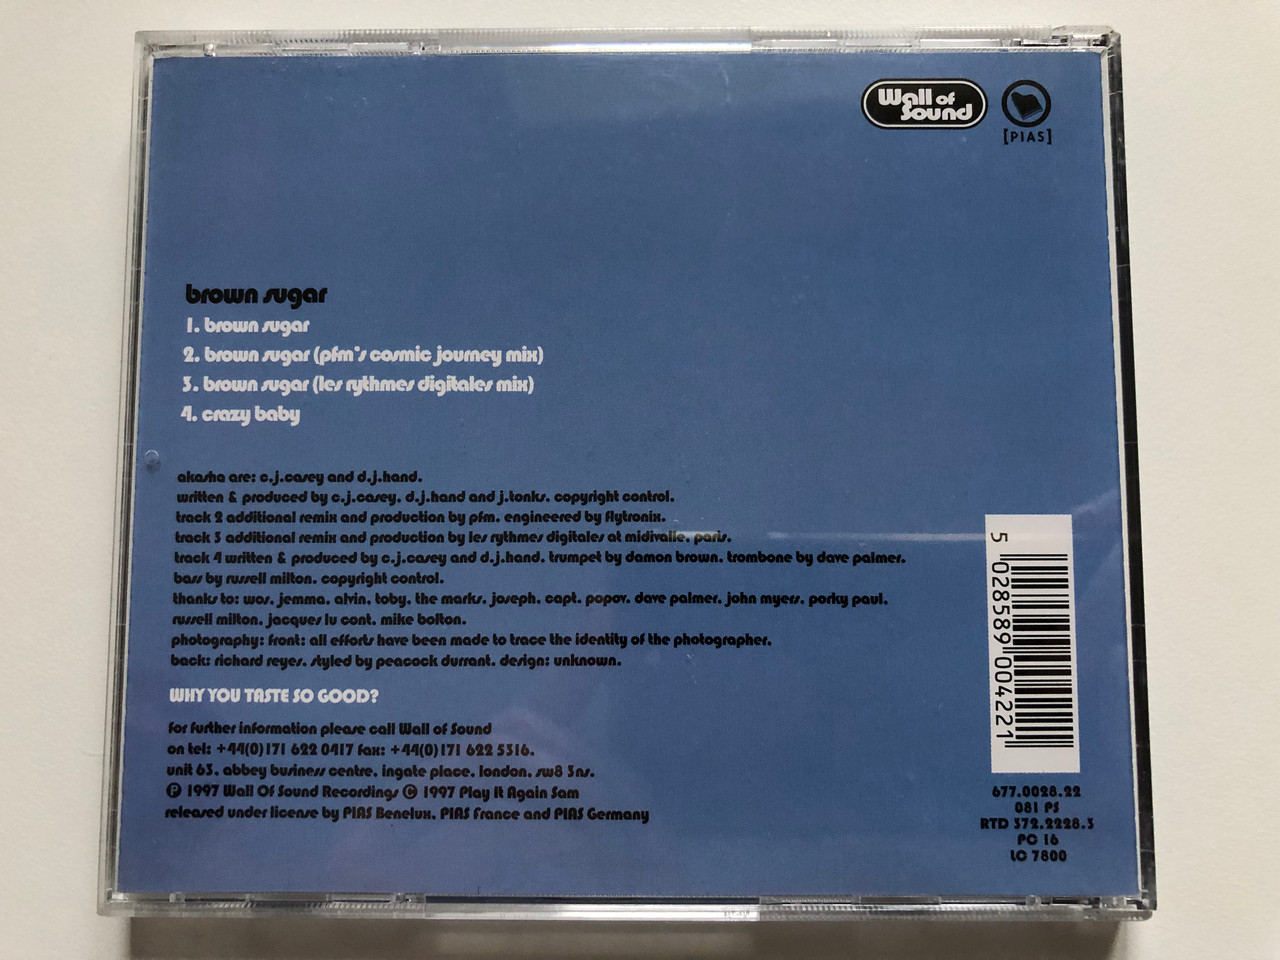 Wall of
Sound
[PIAS]
brown sugar
1. brown sugar
2. brown sugar (pfm's cosmic journey mix)
3. brown sugar (les rythmes digitales mix)
4. crazy baby
akasha are: c.j.casey and d.j.hand.
written & produced by c.j.casey, d.j.hand and j.tonks. copyright control.
track 2 additional remix and production by pfm. engineered by flytronix.
track 3 additional remix and production by les rythmes digitales at midivalle, paris.
track 4 written & produced by c.j.casey and d.j.hand. trumpet by damon brown. trombone by dave palmer.
bass by russell milton. copyright control.
thanks to: wos, jemma, alvin, toby, the marks, joseph, capt. popov, dave palmer, john myers, porky paul,
russell milton, jacques lu cont, mike bolton.
photography: front: all efforts have been made to trace the identity of the photographer.
back: richard reyes. styled by peacock durrant. design: unknown.
WHY YOU TASTE SO GOOD?
for further information please call Wall of Sound
on tel: +44(0)171 622 0417 fax: +44(0)171 622 5316.
unit 63, abbey business centre, ingate place, london, sw8 3ns.
Ⓟ 1997 Wall Of Sound Recordings © 1997 Play It Again Sam
released under license by PIAS Benelux, PIAS France and PIAS Germany
5 028589 004221
677.0028.22
081 PS
RTD 372.2228.3
PC 16
LC 7800